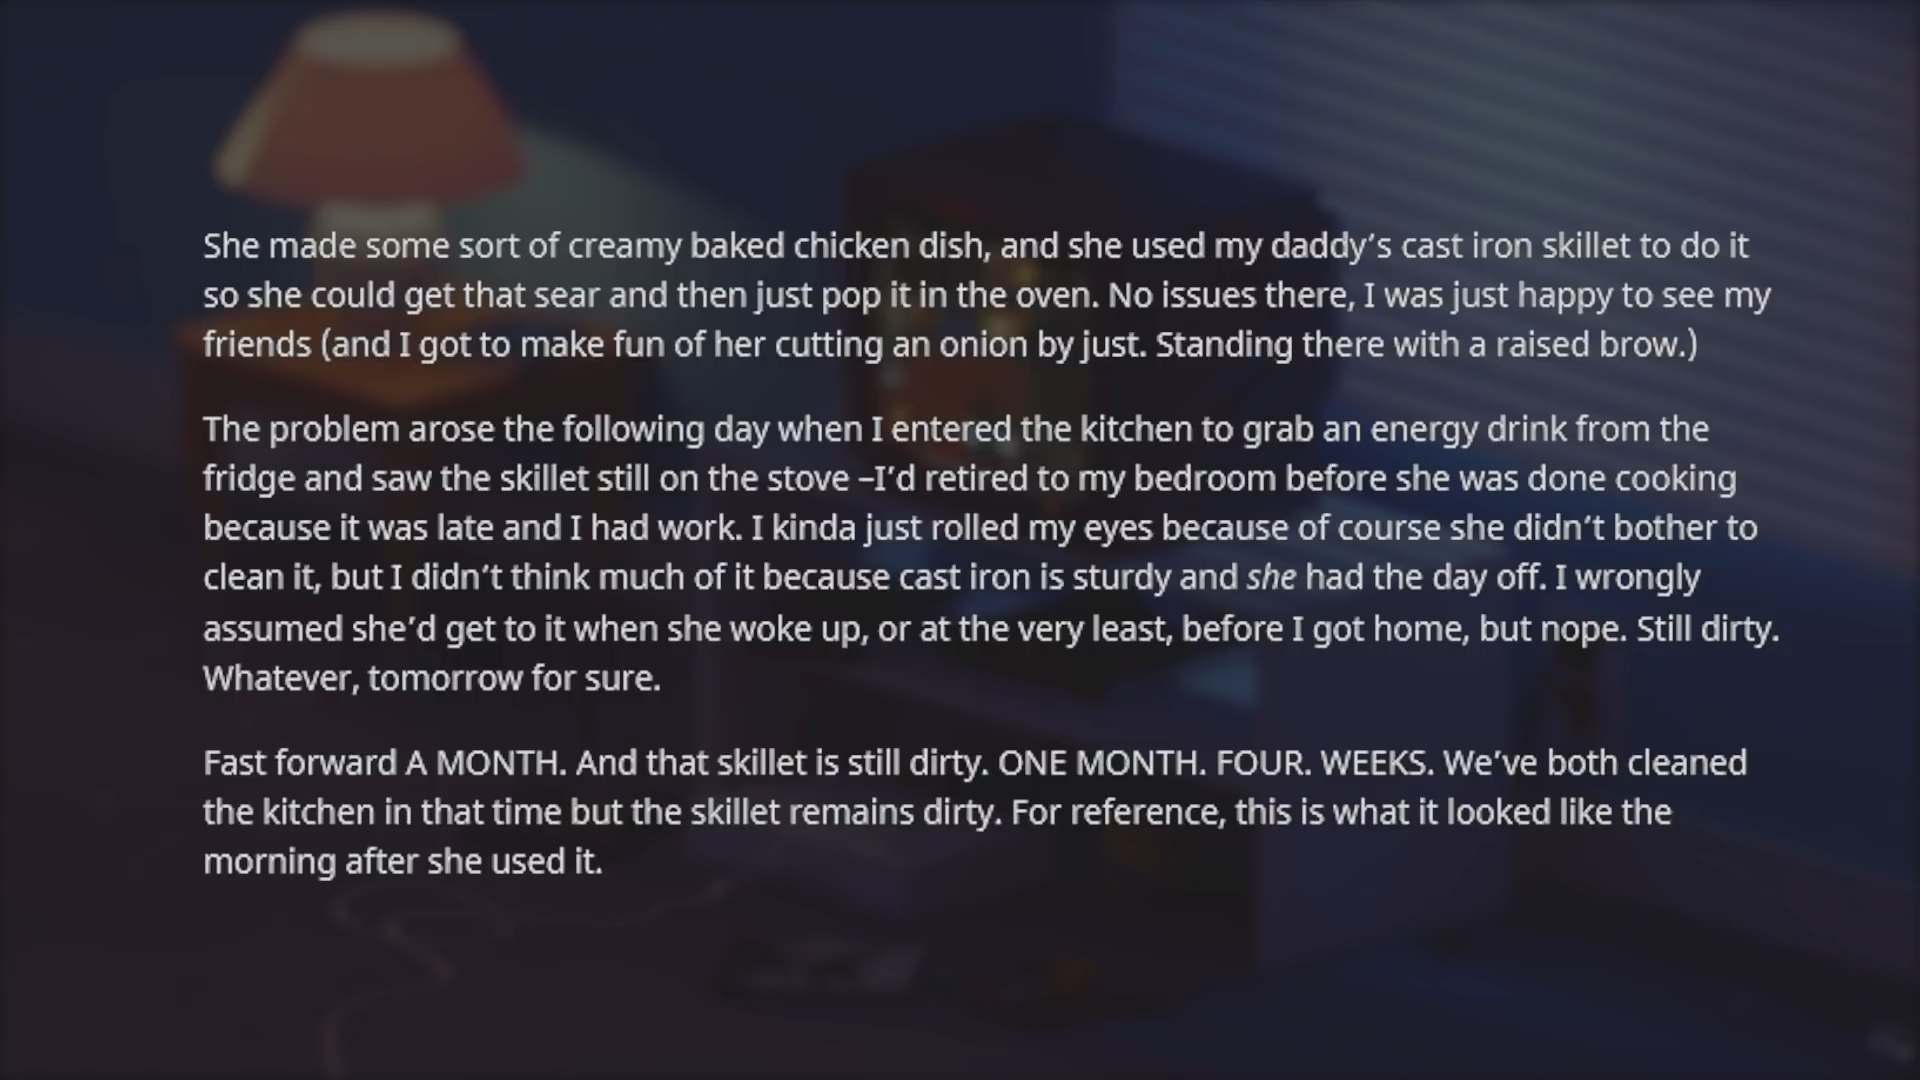 She made some sort of creamy baked chicken dish, and she used my daddy’s cast iron skillet to do it
so she could get that sear and then just pop it in the oven. No issues there, I was just happy to see my
friends (and I got to make fun of her cutting an onion by just. Standing there with a raised brow.)
The problem arose the following day when I entered the kitchen to grab an energy drink from the
fridge and saw the skillet still on the stove –I’d retired to my bedroom before she was done cooking
because it was late and I had work. I kinda just rolled my eyes because of course she didn’t bother to
clean it, but I didn’t think much of it because cast iron is sturdy and she had the day off. I wrongly
assumed she’d get to it when she woke up, or at the very least, before I got home, but nope. Still dirty.
Whatever, tomorrow for sure.
Fast forward A MONTH. And that skillet is still dirty. ONE MONTH. FOUR. WEEKS. We’ve both cleaned
the kitchen in that time but the skillet remains dirty. For reference, this is what it looked like the
morning after she used it.